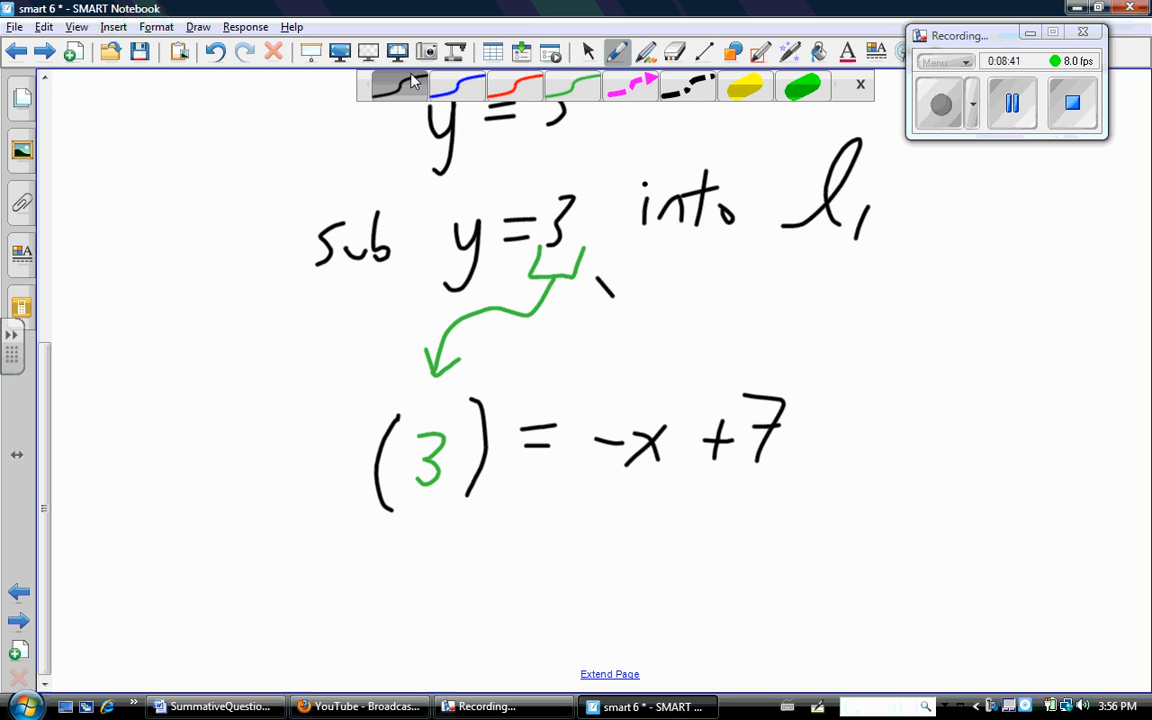 smart 6 * - SMART Notebook
File Edit View Insert Format Draw Response Help
Recording...
Menu 0:08:41 8.0 fps
x
y = 3
sub y = 3 into l₁
(3) = -x + 7
Extend Page
SummativeQuestio... YouTube - Broadcas... Recording... smart 6 * - SMART ... 3:56 PM